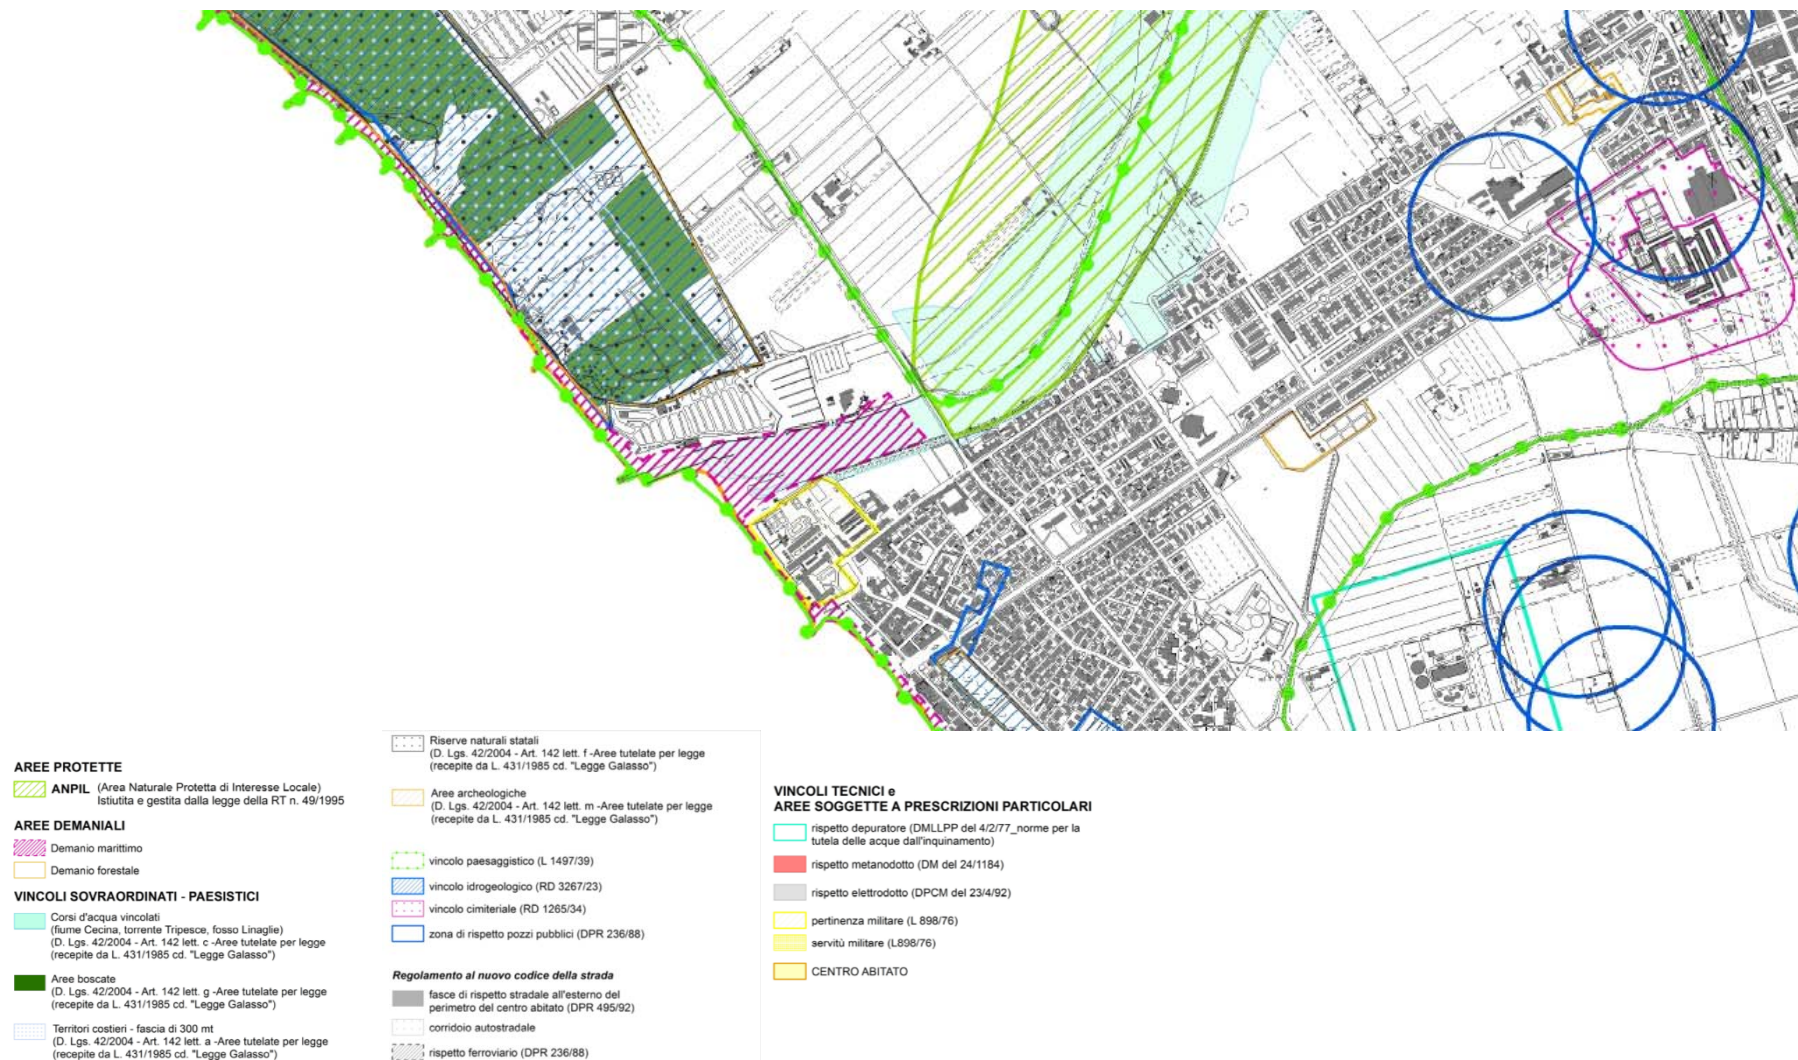 AREE PROTETTE
ANPIL (Area Naturale Protetta di Interesse Locale)
Istiutita e gestita dalla legge della RT n. 49/1995
AREE DEMANIALI
Demanio marittimo
Demanio forestale
VINCOLI SOVRAORDINATI - PAESISTICI
Corsi d'acqua vincolati
(fiume Cecina, torrente Tripesce, fosso Linaglie)
(D. Lgs. 42/2004 - Art. 142 lett. c -Aree tutelate per legge
(recepite da L. 431/1985 cd. "Legge Galasso")
Aree boscate
(D. Lgs. 42/2004 - Art. 142 lett. g -Aree tutelate per legge
(recepite da L. 431/1985 cd. "Legge Galasso")
Territori costieri - fascia di 300 mt
(D. Lgs. 42/2004 - Art. 142 lett. a -Aree tutelate per legge
(recepite da L. 431/1985 cd. "Legge Galasso")
Riserve naturali statali
(D. Lgs. 42/2004 - Art. 142 lett. f -Aree tutelate per legge
(recepite da L. 431/1985 cd. "Legge Galasso")
Aree archeologiche
(D. Lgs. 42/2004 - Art. 142 lett. m -Aree tutelate per legge
(recepite da L. 431/1985 cd. "Legge Galasso")
vincolo paesaggistico (L 1497/39)
vincolo idrogeologico (RD 3267/23)
vincolo cimiteriale (RD 1265/34)
zona di rispetto pozzi pubblici (DPR 236/88)
Regolamento al nuovo codice della strada
fasce di rispetto stradale all'esterno del
perimetro del centro abitato (DPR 495/92)
corridoio autostradale
rispetto ferroviario (DPR 236/88)
VINCOLI TECNICI e
AREE SOGGETTE A PRESCRIZIONI PARTICOLARI
rispetto depuratore (DMLLPP del 4/2/77_norme per la
tutela delle acque dall'inquinamento)
rispetto metanodotto (DM del 24/1184)
rispetto elettrodotto (DPCM del 23/4/92)
pertinenza militare (L 898/76)
servitù militare (L898/76)
CENTRO ABITATO